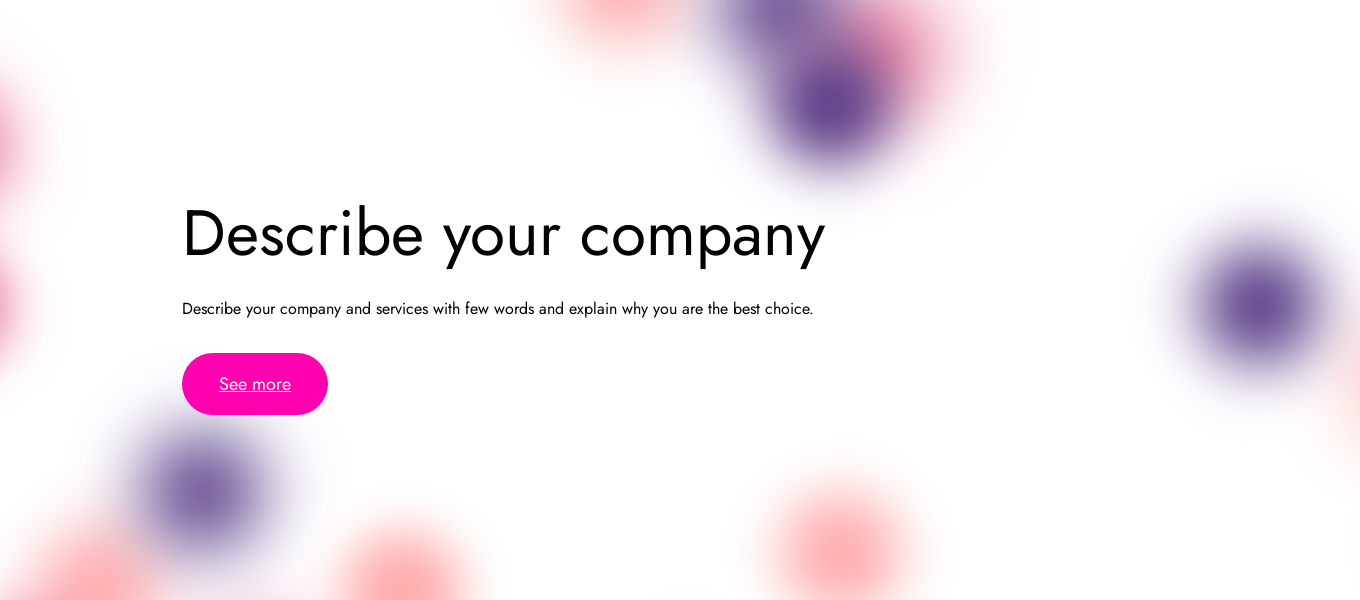 Describe your company
Describe your company and services with few words and explain why you are the best choice.
See more